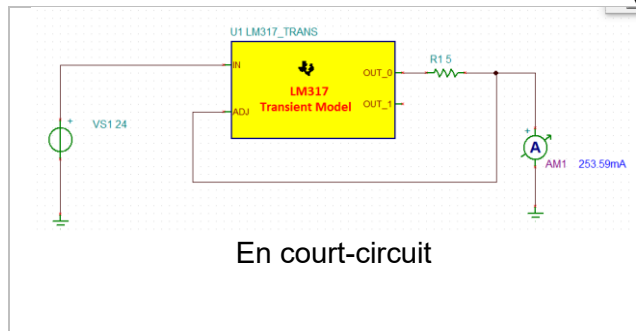 U1 LM317_TRANS
IN
OUT_0
R1 5
LM317
Transient Model
OUT_1
ADJ
VS1 24
+
+
A
AM1 253.59mA
En court-circuit